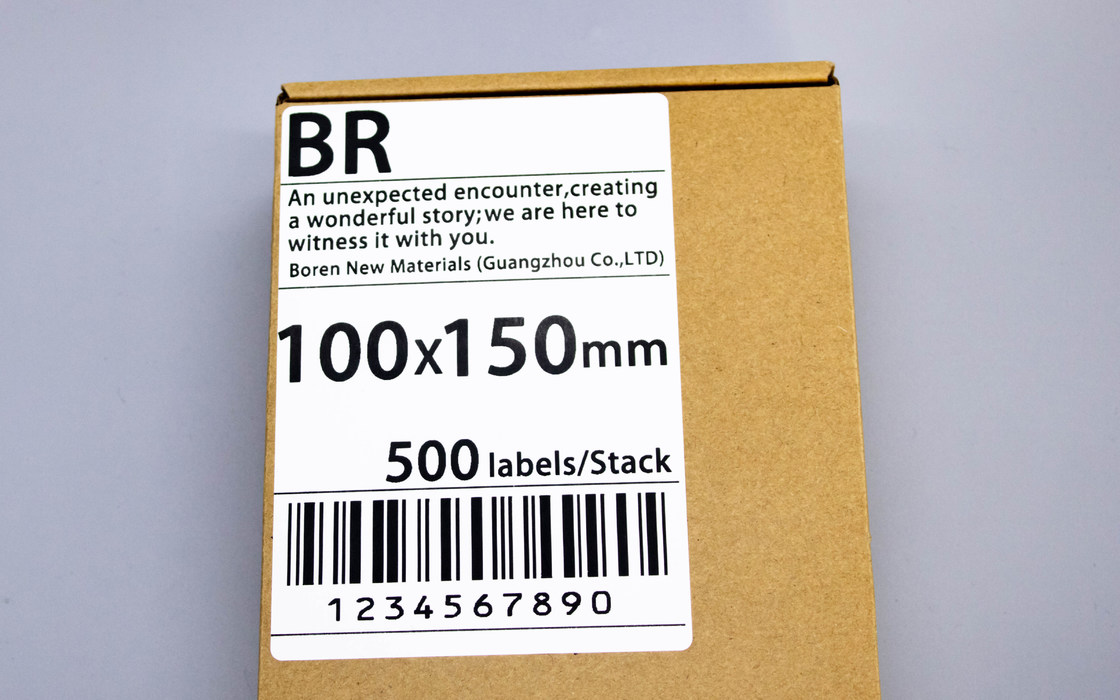 BR
An unexpected encounter,creating
a wonderful story;we are here to
witness it with you.
Boren New Materials (Guangzhou Co.,LTD)
100x150mm
500 labels/Stack
1234567890